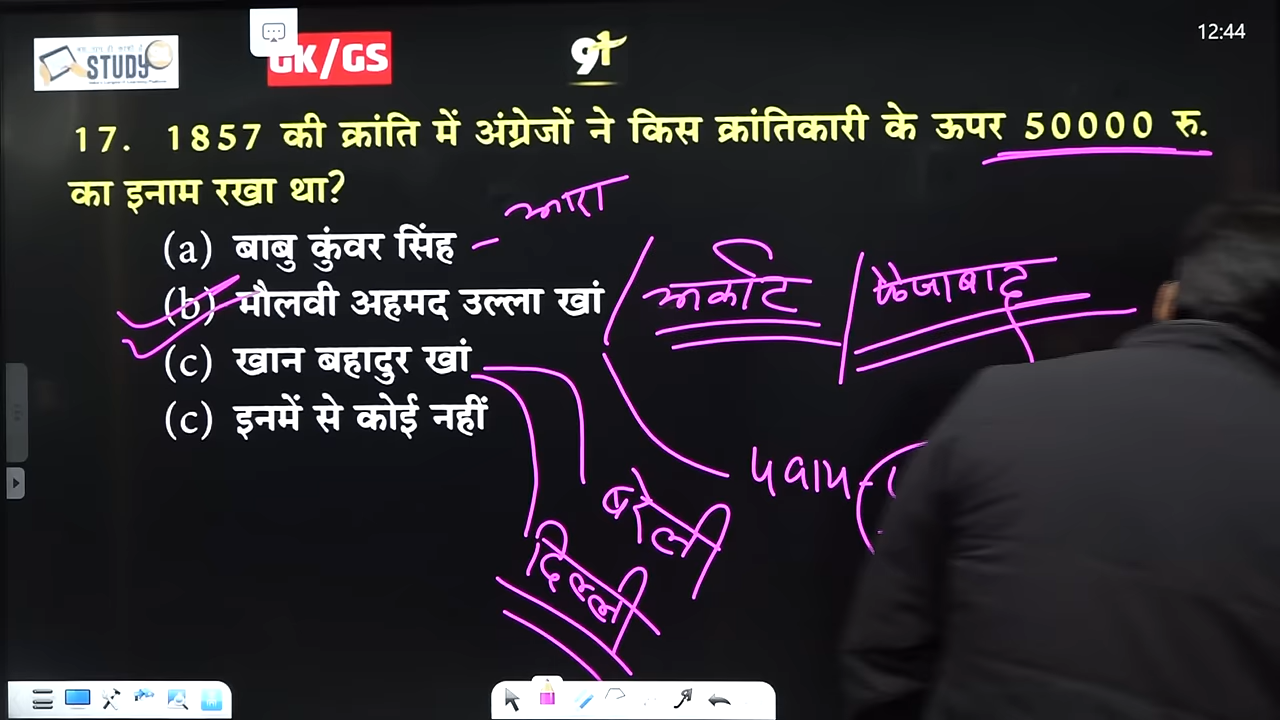 STUDY
GK/GS
12:44
17. 1857 की क्रांति में अंग्रेजों ने किस क्रांतिकारी के ऊपर 50000 रु.
का इनाम रखा था?
(a) बाबु कुंवर सिंह - आरा
(b) मौलवी अहमद उल्ला खां
अर्काट
फैजाबाद
(c) खान बहादुर खां
(c) इनमें से कोई नहीं
बरेली
दिल्ली